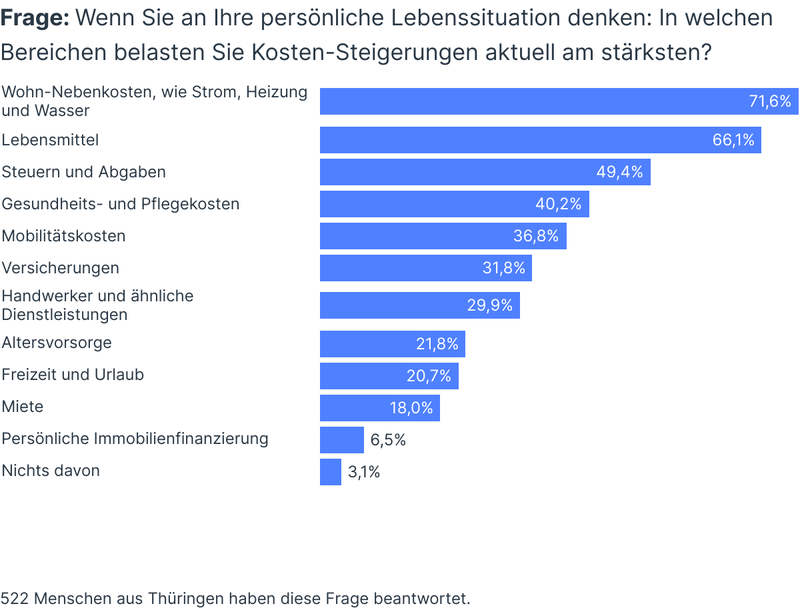 Frage: Wenn Sie an Ihre persönliche Lebenssituation denken: In welchen
Bereichen belasten Sie Kosten-Steigerungen aktuell am stärksten?
Wohn-Nebenkosten, wie Strom, Heizung
und Wasser
71,6%
Lebensmittel
66,1%
Steuern und Abgaben
49,4%
Gesundheits- und Pflegekosten
40,2%
Mobilitätskosten
36,8%
Versicherungen
31,8%
Handwerker und ähnliche
Dienstleistungen
29,9%
Altersvorsorge
21,8%
Freizeit und Urlaub
20,7%
Miete
18,0%
Persönliche Immobilienfinanzierung
6,5%
Nichts davon
3,1%
522 Menschen aus Thüringen haben diese Frage beantwortet.